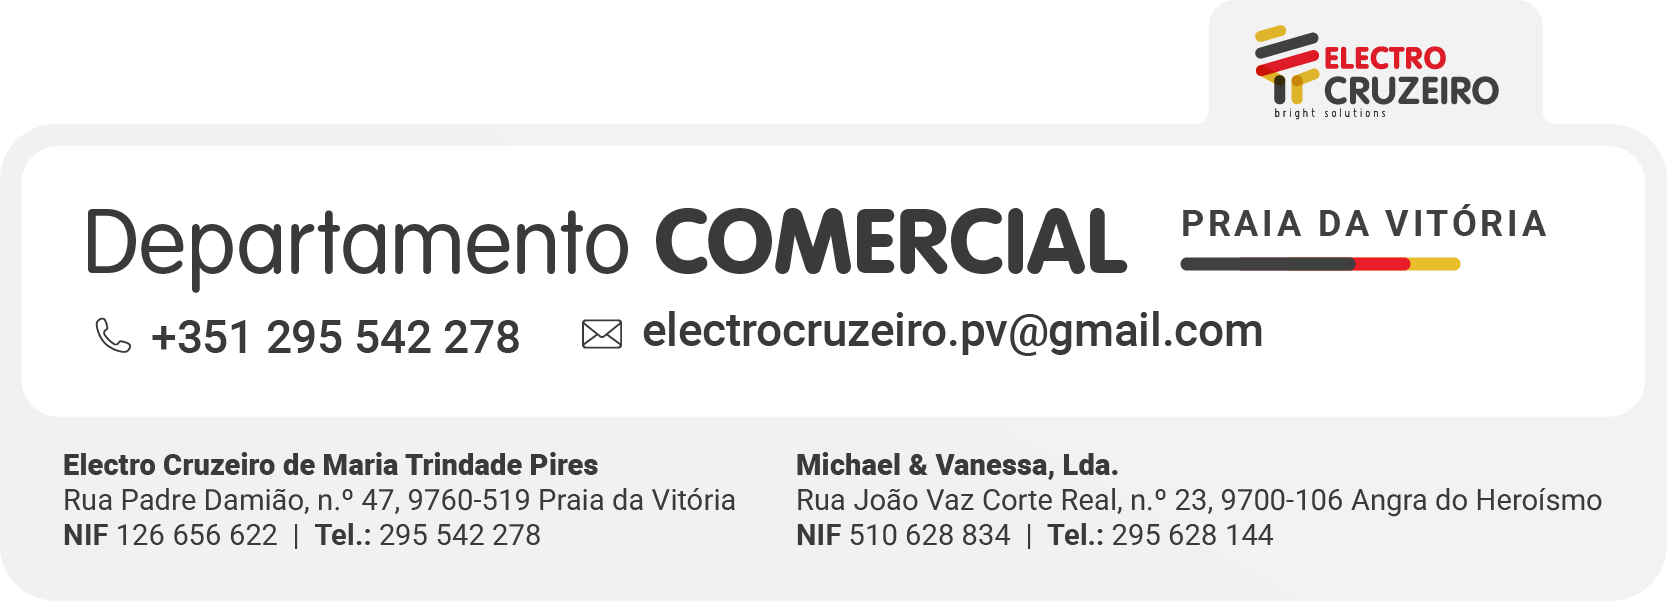 ELECTRO
CRUZEIRO
bright solutions
Departamento COMERCIAL
PRAIA DA VITÓRIA
+351 295 542 278
electrocruzeiro.pv@gmail.com
Electro Cruzeiro de Maria Trindade Pires
Rua Padre Damião, n.º 47, 9760-519 Praia da Vitória
NIF 126 656 622 | Tel.: 295 542 278
Michael & Vanessa, Lda.
Rua João Vaz Corte Real, n.º 23, 9700-106 Angra do Heroísmo
NIF 510 628 834 | Tel.: 295 628 144